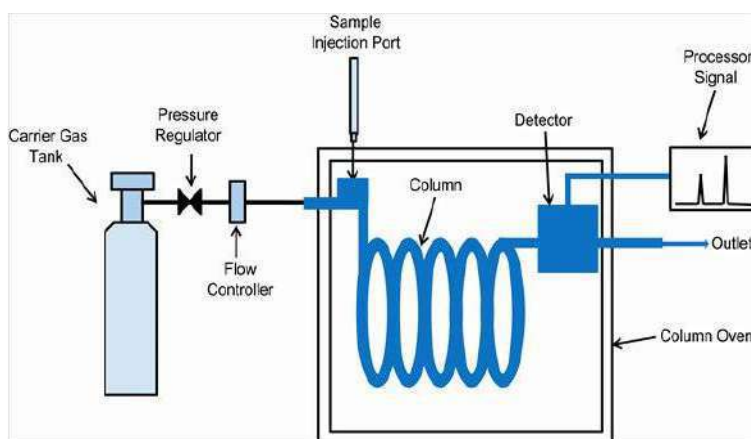 Sample
Injection Port
Processor
Signal
Pressure
Regulator
Detector
Carrier Gas
Tank
Column
Flow
Controller
Outlet
Column Oven